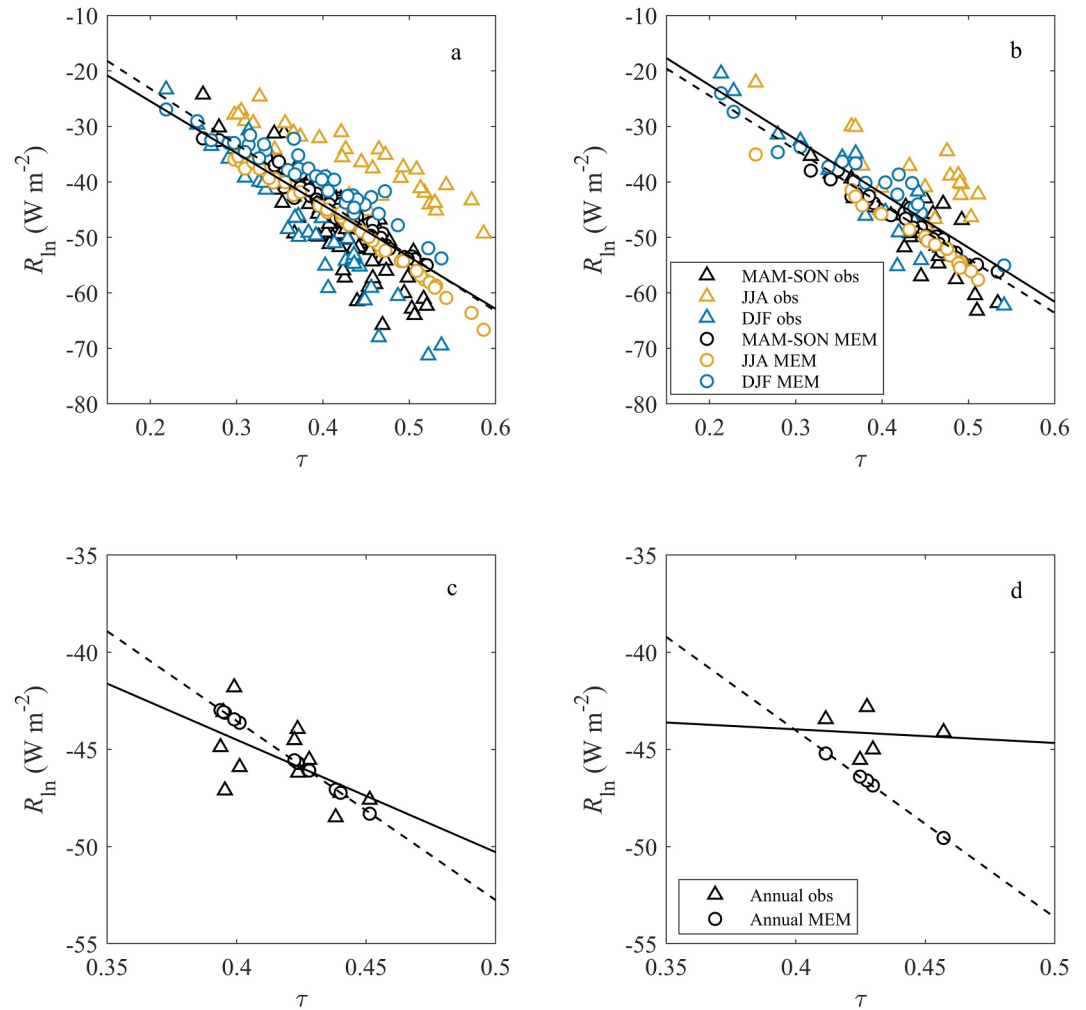 a
-10
-20
-30
-40
-50
-60
-70
-80
0.2 0.3 0.4 0.5 0.6
τ
R_ln (W m^-2)
b
-10
-20
-30
-40
-50
-60
-70
-80
0.2 0.3 0.4 0.5 0.6
τ
R_ln (W m^-2)
MAM-SON obs
JJA obs
DJF obs
MAM-SON MEM
JJA MEM
DJF MEM
c
-35
-40
-45
-50
-55
0.35 0.4 0.45 0.5
τ
R_ln (W m^-2)
d
-35
-40
-45
-50
-55
0.35 0.4 0.45 0.5
τ
R_ln (W m^-2)
Annual obs
Annual MEM